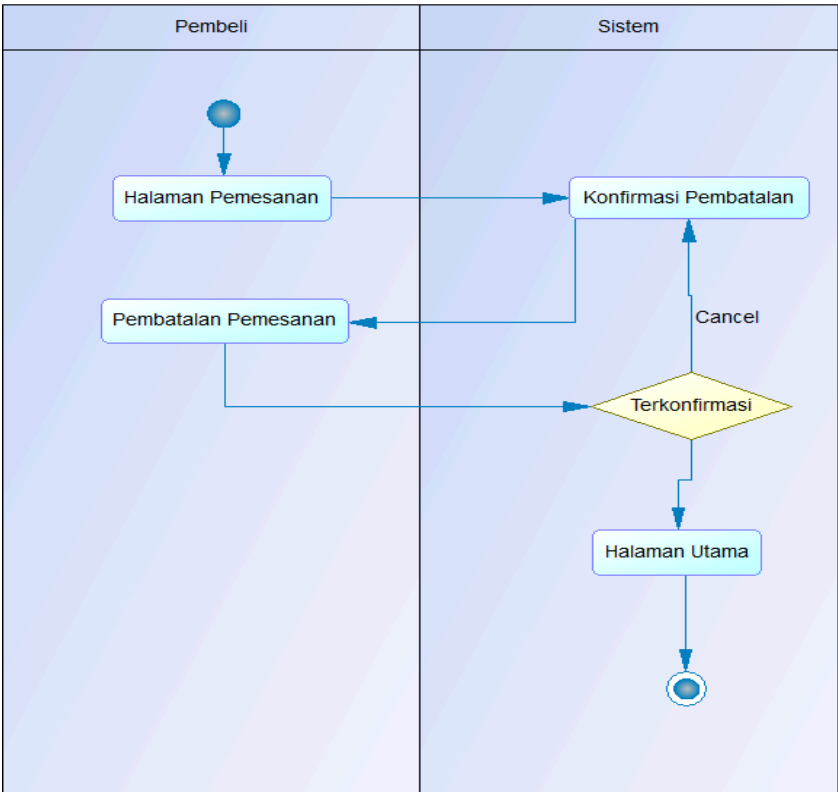 Pembeli
Sistem
Halaman Pemesanan
Konfirmasi Pembatalan
Pembatalan Pemesanan
Cancel
Terkonfirmasi
Halaman Utama